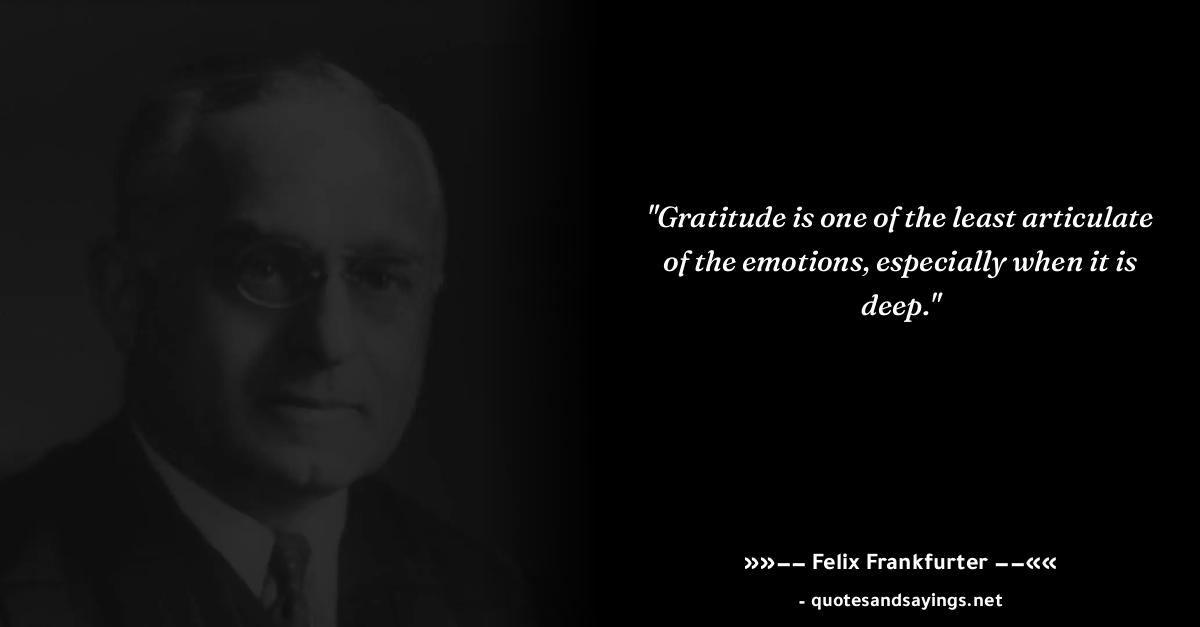 "Gratitude is one of the least articulate
of the emotions, especially when it is
deep."
»»–– Felix Frankfurter ––««
- quotesandsayings.net